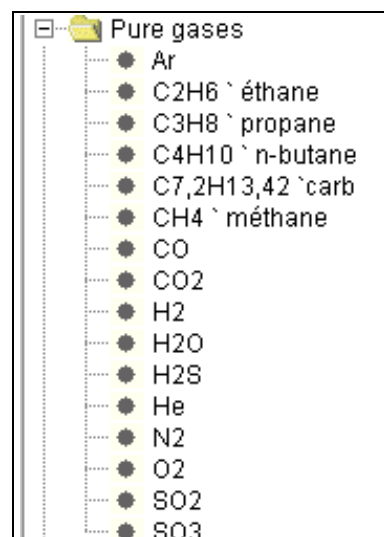 Pure gases
Ar
C2H6 ` éthane
C3H8 ` propane
C4H10 ` n-butane
C7,2H13,42 `carb
CH4 ` méthane
CO
CO2
H2
H2O
H2S
He
N2
O2
SO2
SO3